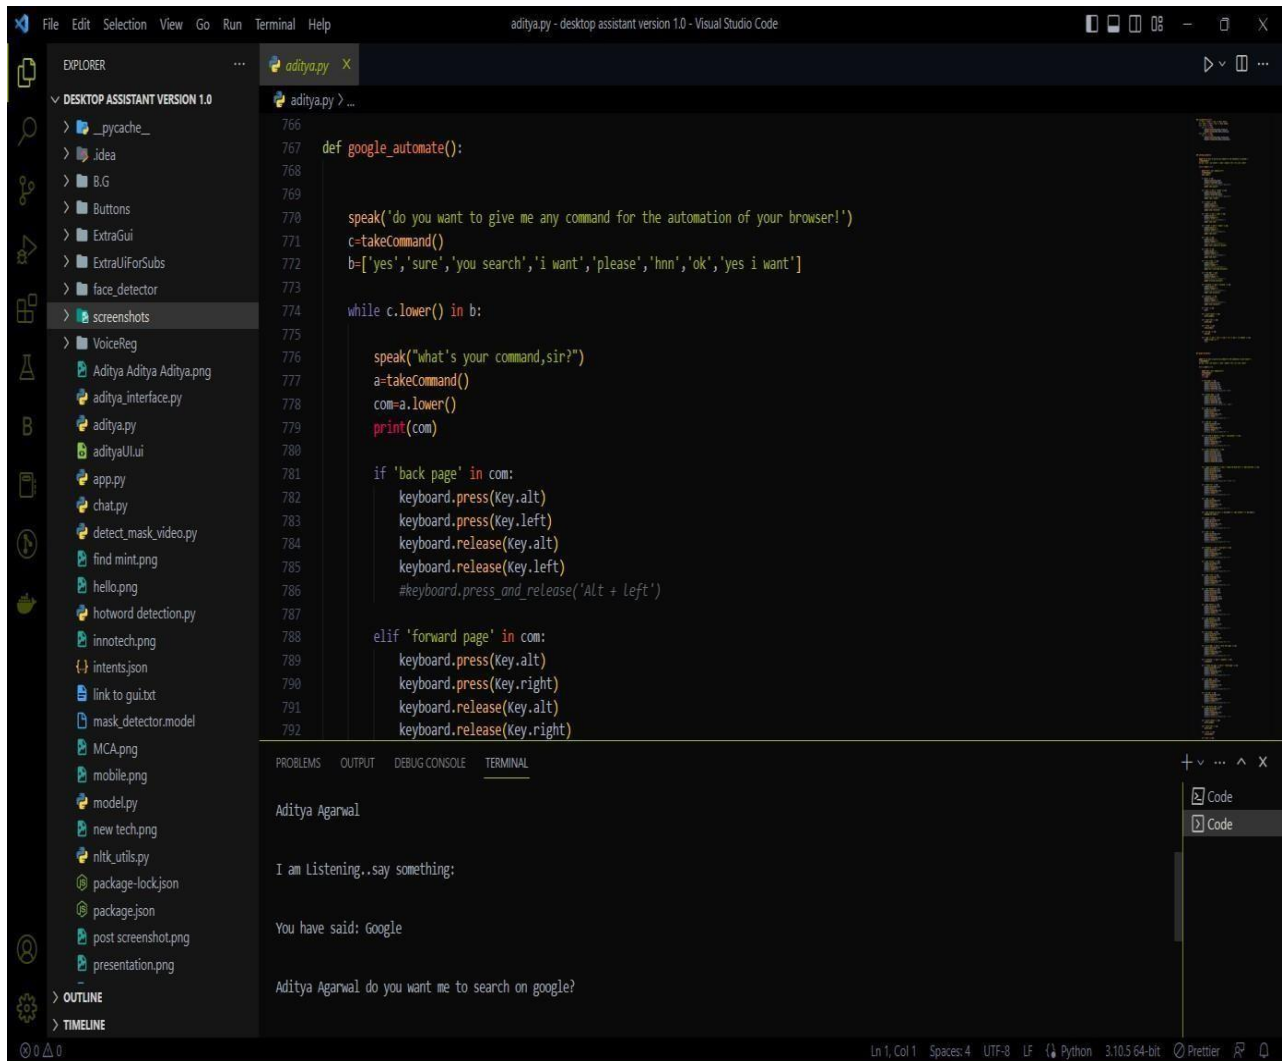 File Edit Selection View Go Run Terminal Help
aditya.py - desktop assistant version 1.0 - Visual Studio Code
EXPLORER
DESKTOP ASSISTANT VERSION 1.0
__pycache__
.idea
B.G
Buttons
ExtraGui
ExtraUiForSubs
face_detector
screenshots
VoiceReg
Aditya Aditya Aditya.png
aditya_interface.py
aditya.py
adityaUI.ui
app.py
chat.py
detect_mask_video.py
find mint.png
hello.png
hotword detection.py
innotech.png
intents.json
link to gui.txt
mask_detector.model
MCA.png
mobile.png
model.py
new tech.png
nltk_utils.py
package-lock.json
package.json
post screenshot.png
presentation.png
OUTLINE
TIMELINE
aditya.py X
aditya.py > ...
766
767 def google_automate():
768
769
770 speak('do you want to give me any command for the automation of your browser!')
771 c=takeCommand()
772 b=['yes','sure','you search','i want','please','hnn','ok','yes i want']
773
774 while c.lower() in b:
775
776 speak("what's your command,sir?")
777 a=takeCommand()
778 com=a.lower()
779 print(com)
780
781 if 'back page' in com:
782 keyboard.press(Key.alt)
783 keyboard.press(Key.left)
784 keyboard.release(Key.alt)
785 keyboard.release(Key.left)
786 #keyboard.press_and_release('Alt + left')
787
788 elif 'forward page' in com:
789 keyboard.press(Key.alt)
790 keyboard.press(Key.right)
791 keyboard.release(Key.alt)
792 keyboard.release(Key.right)
PROBLEMS OUTPUT DEBUG CONSOLE TERMINAL
Aditya Agarwal
I am Listening..say something:
You have said: Google
Aditya Agarwal do you want me to search on google?
Code
Code
0 0
Ln 1, Col 1 Spaces: 4 UTF-8 LF Python 3.10.5 64-bit Prettier